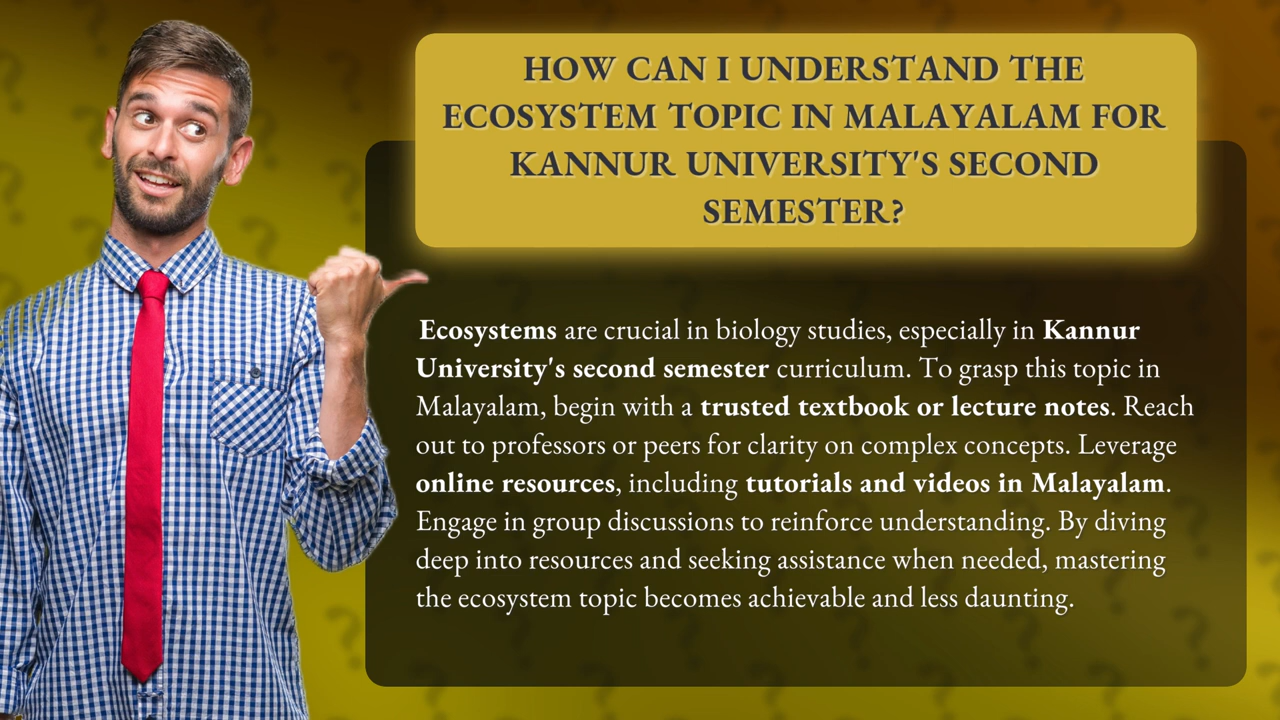 HOW CAN I UNDERSTAND THE
ECOSYSTEM TOPIC IN MALAYALAM FOR
KANNUR UNIVERSITY'S SECOND
SEMESTER?
Ecosystems are crucial in biology studies, especially in Kannur
University's second semester curriculum. To grasp this topic in
Malayalam, begin with a trusted textbook or lecture notes. Reach
out to professors or peers for clarity on complex concepts. Leverage
online resources, including tutorials and videos in Malayalam.
Engage in group discussions to reinforce understanding. By diving
deep into resources and seeking assistance when needed, mastering
the ecosystem topic becomes achievable and less daunting.